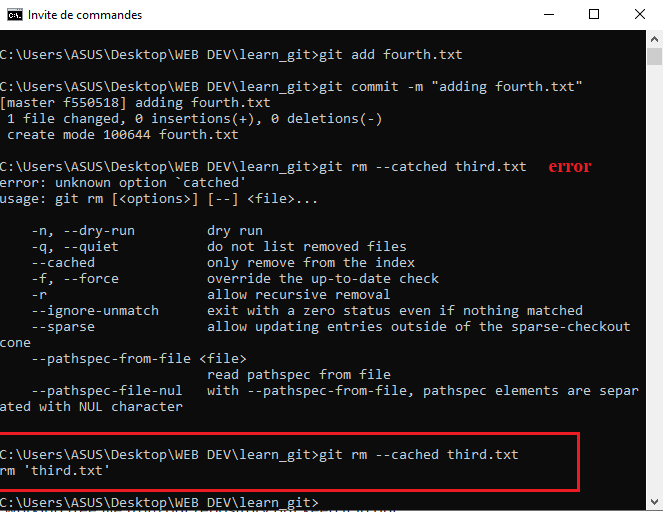 Invite de commandes
C:\Users\ASUS\Desktop\WEB DEV\learn_git>git add fourth.txt
C:\Users\ASUS\Desktop\WEB DEV\learn_git>git commit -m "adding fourth.txt"
[master f550518] adding fourth.txt
1 file changed, 0 insertions(+), 0 deletions(-)
create mode 100644 fourth.txt
C:\Users\ASUS\Desktop\WEB DEV\learn_git>git rm --catched third.txt error
error: unknown option `catched'
usage: git rm [<options>] [--] <file>...
-n, --dry-run dry run
-q, --quiet do not list removed files
--cached only remove from the index
-f, --force override the up-to-date check
-r allow recursive removal
--ignore-unmatch exit with a zero status even if nothing matched
--sparse allow updating entries outside of the sparse-checkout
cone
--pathspec-from-file <file>
read pathspec from file
--pathspec-file-nul with --pathspec-from-file, pathspec elements are separ
ated with NUL character
C:\Users\ASUS\Desktop\WEB DEV\learn_git>git rm --cached third.txt
rm 'third.txt'
C:\Users\ASUS\Desktop\WEB DEV\learn_git>